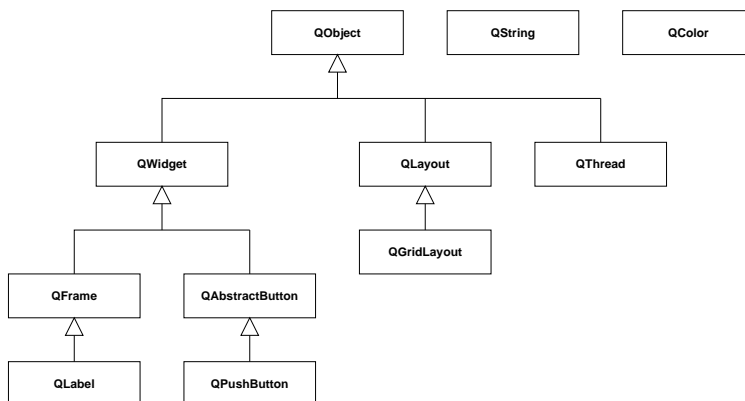 QObject
QString
QColor
QWidget
QLayout
QThread
QGridLayout
QFrame
QAbstractButton
QLabel
QPushButton